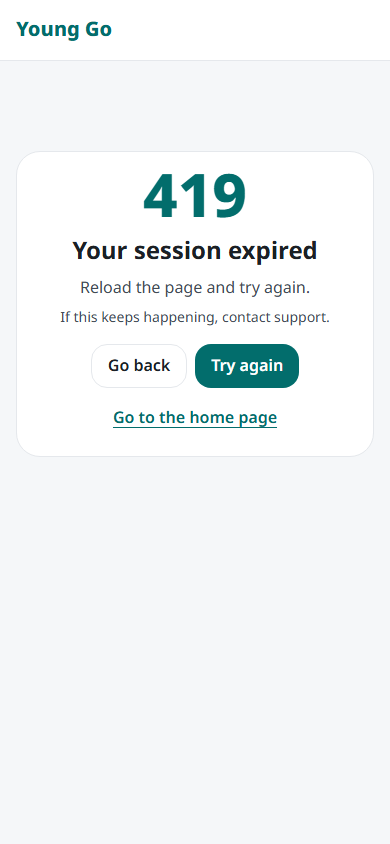 Young Go
419
Your session expired
Reload the page and try again.
If this keeps happening, contact support.
Go back
Try again
Go to the home page